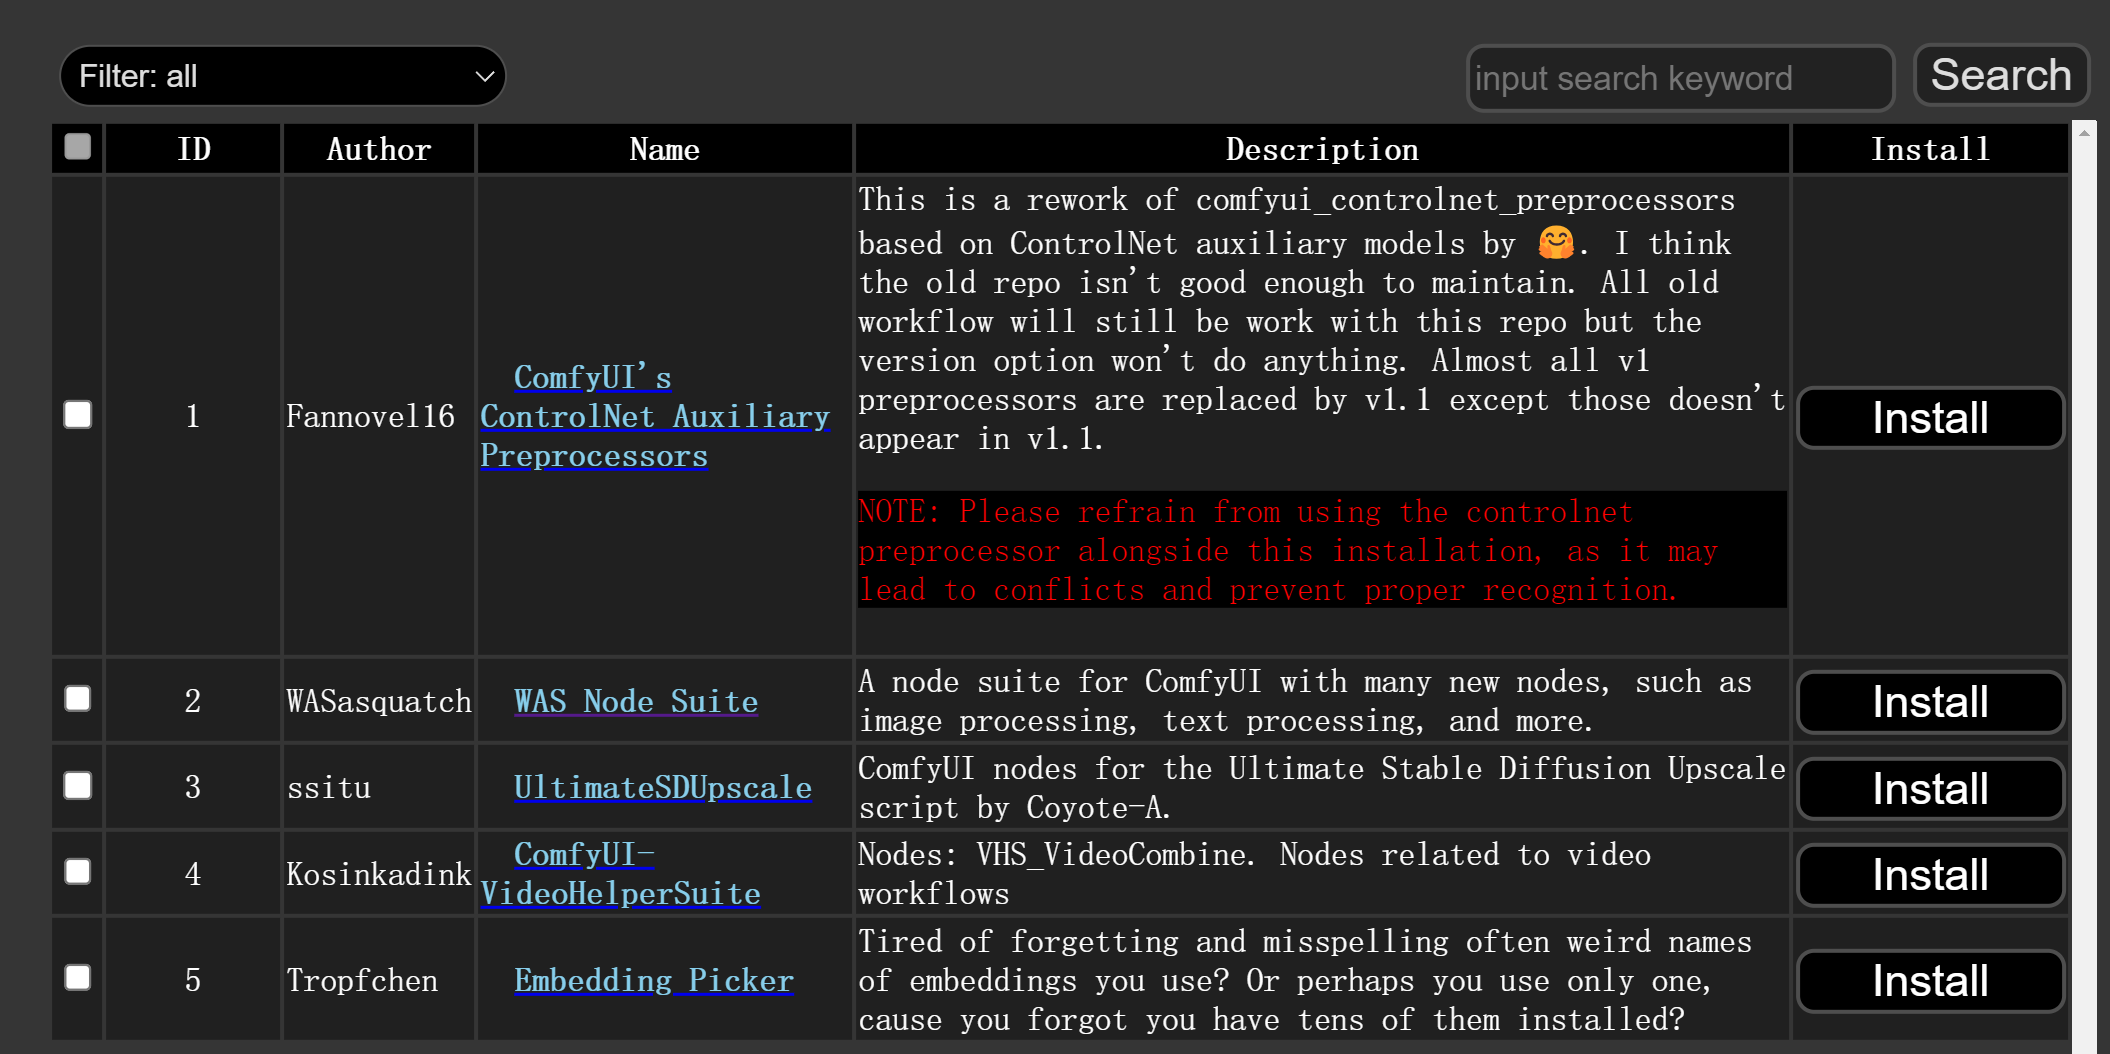 Filter: all
input search keyword
Search
ID
Author
Name
Description
Install
1
Fannovel16
ComfyUI's
ControlNet Auxiliary
Preprocessors
This is a rework of comfyui_controlnet_preprocessors
based on ControlNet auxiliary models by 🤗. I think
the old repo isn't good enough to maintain. All old
workflow will still be work with this repo but the
version option won't do anything. Almost all v1
preprocessors are replaced by v1.1 except those doesn't
appear in v1.1.
NOTE: Please refrain from using the controlnet
preprocessor alongside this installation, as it may
lead to conflicts and prevent proper recognition.
Install
2
WASasquatch
WAS Node Suite
A node suite for ComfyUI with many new nodes, such as
image processing, text processing, and more.
Install
3
ssitu
UltimateSDUpscale
ComfyUI nodes for the Ultimate Stable Diffusion Upscale
script by Coyote-A.
Install
4
Kosinkadink
ComfyUI-
VideoHelperSuite
Nodes: VHS_VideoCombine. Nodes related to video
workflows
Install
5
Tropfchen
Embedding Picker
Tired of forgetting and misspelling often weird names
of embeddings you use? Or perhaps you use only one,
cause you forgot you have tens of them installed?
Install